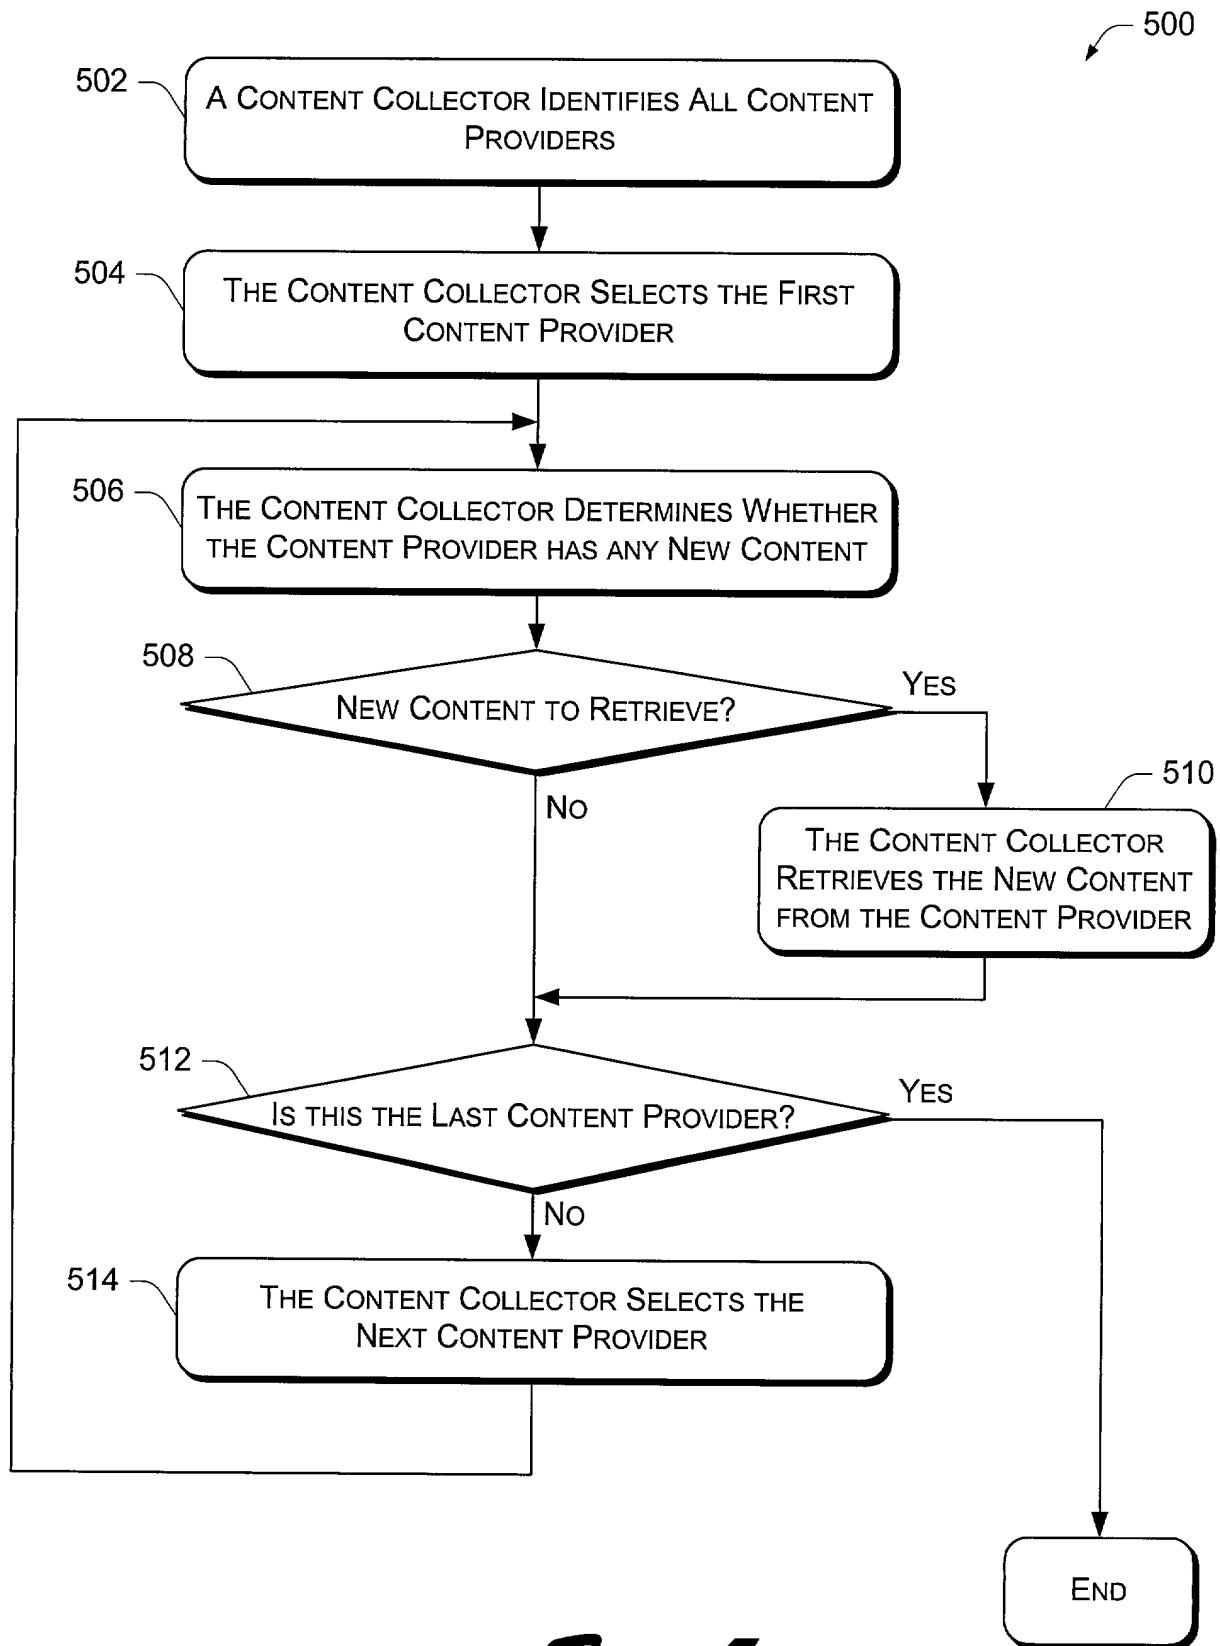 500
502
A CONTENT COLLECTOR IDENTIFIES ALL CONTENT
PROVIDERS
504
THE CONTENT COLLECTOR SELECTS THE FIRST
CONTENT PROVIDER
506
THE CONTENT COLLECTOR DETERMINES WHETHER
THE CONTENT PROVIDER HAS ANY NEW CONTENT
508
NEW CONTENT TO RETRIEVE?
YES
NO
510
THE CONTENT COLLECTOR
RETRIEVES THE NEW CONTENT
FROM THE CONTENT PROVIDER
512
IS THIS THE LAST CONTENT PROVIDER?
YES
NO
514
THE CONTENT COLLECTOR SELECTS THE
NEXT CONTENT PROVIDER
END